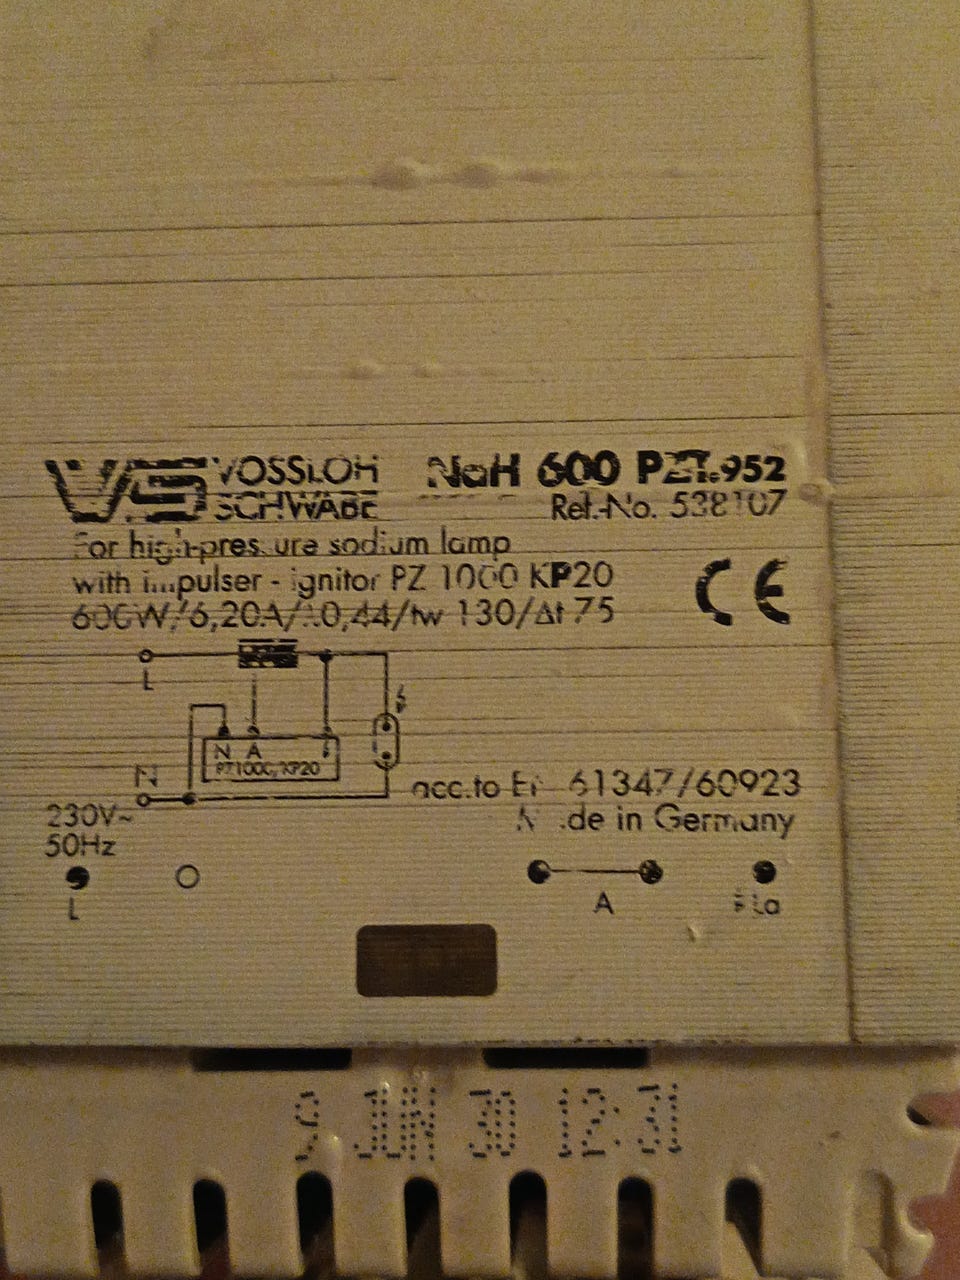 VS VOSSLOH SCHWABE
NaH 600 PZT.952
Ref.-No. 538107
For high-pressure sodium lamp
with impulser - ignitor PZ 1000 KP20
600W/6,20A/λ0,44/tw 130/Δt 75
CE
L
N A
PZ1000/KP20
N
230V~
50Hz
acc.to EN 61347/60923
Made in Germany
L
A
La
JUN 30 12:31